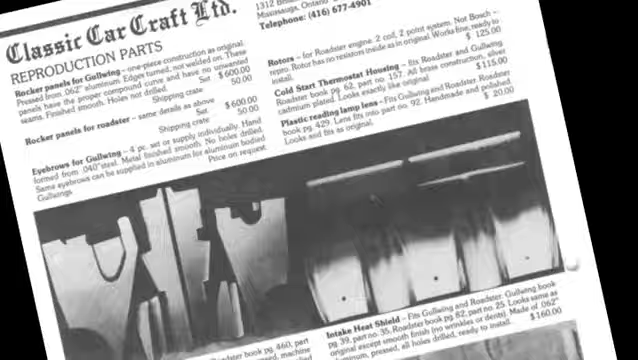 Classic Car Craft Ltd.
REPRODUCTION PARTS
Rocker panels for Gullwing – one-piece construction as original.
Pressed from .062" aluminum. Edges turned, not welded on. These
panels have the proper compound curve and have no unwanted
seams. Finished smooth. Holes not drilled.
Set $600.00
Shipping crate 50.00
Rocker panels for roadster – same details as above
Set $600.00
Shipping crate 50.00
Eyebrows for Gullwing – 4 pc. set or supply individually. Hand
formed from .040" steel. Metal finished smooth. No holes drilled.
Same eyebrows can be supplied in aluminum for aluminum bodied
Gullwings. Price on request.
1312
Mississauga, Ontario
Telephone: (416) 677-4901
Rotors – for Roadster engine. 2 coil, 2 point system. Not Bosch –
repro. Rotor has no resistors inside as in original. Works fine, ready to
install. $ 125.00
Cold Start Thermostat Housing – fits Roadster and Gullwing
Roadster book pg. 62, part no. 157. All brass construction, silver
cadmium plated. Looks exactly like original $115.00
Plastic reading lamp lens – Fits Gullwing and Roadster. Roadster
book pg. 429. Lens fits into part no. 92. Handmade and polished.
Looks and fits as original. $ 20.00
Roadster book pg. 460, part
machine
Intake Heat Shield – Fits Gullwing and Roadster. Gullwing book
pg. 39, part no. 35. Roadster book pg. 82, part no. 25. Looks same as
original except smooth finish (no wrinkles or dents). Made of .062"
aluminum, pressed, all holes drilled, ready to install. $160.00